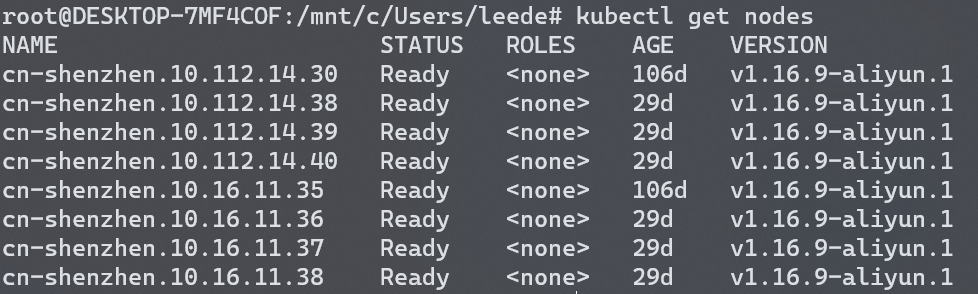 root@DESKTOP-7MF4COF:/mnt/c/Users/leede# kubectl get nodes
NAME                         STATUS   ROLES    AGE    VERSION
cn-shenzhen.10.112.14.30   Ready    <none>   106d   v1.16.9-aliyun.1
cn-shenzhen.10.112.14.38   Ready    <none>   29d    v1.16.9-aliyun.1
cn-shenzhen.10.112.14.39   Ready    <none>   29d    v1.16.9-aliyun.1
cn-shenzhen.10.112.14.40   Ready    <none>   29d    v1.16.9-aliyun.1
cn-shenzhen.10.16.11.35    Ready    <none>   106d   v1.16.9-aliyun.1
cn-shenzhen.10.16.11.36    Ready    <none>   29d    v1.16.9-aliyun.1
cn-shenzhen.10.16.11.37    Ready    <none>   29d    v1.16.9-aliyun.1
cn-shenzhen.10.16.11.38    Ready    <none>   29d    v1.16.9-aliyun.1